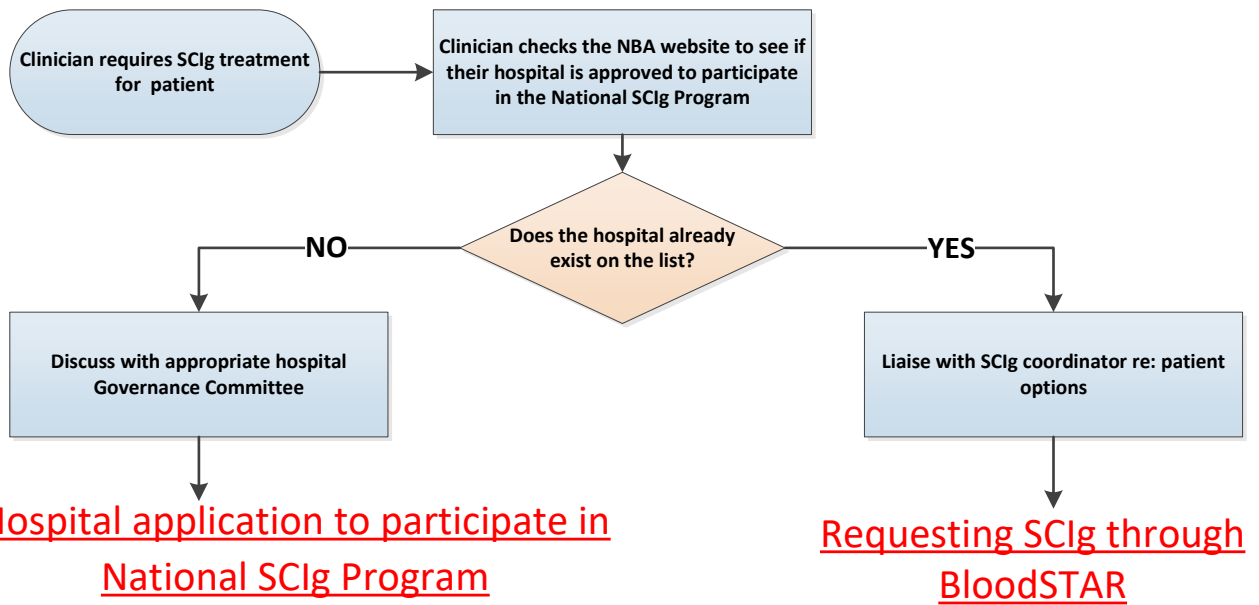 Clinician requires SCIg treatment
for patient
Clinician checks the NBA website to see if
their hospital is approved to participate
in the National SCIg Program
Does the hospital already
exist on the list?
NO
YES
Discuss with appropriate hospital
Governance Committee
Liaise with SCIg coordinator re: patient
options
Hospital application to participate in
National SCIg Program
Requesting SCIg through
BloodSTAR